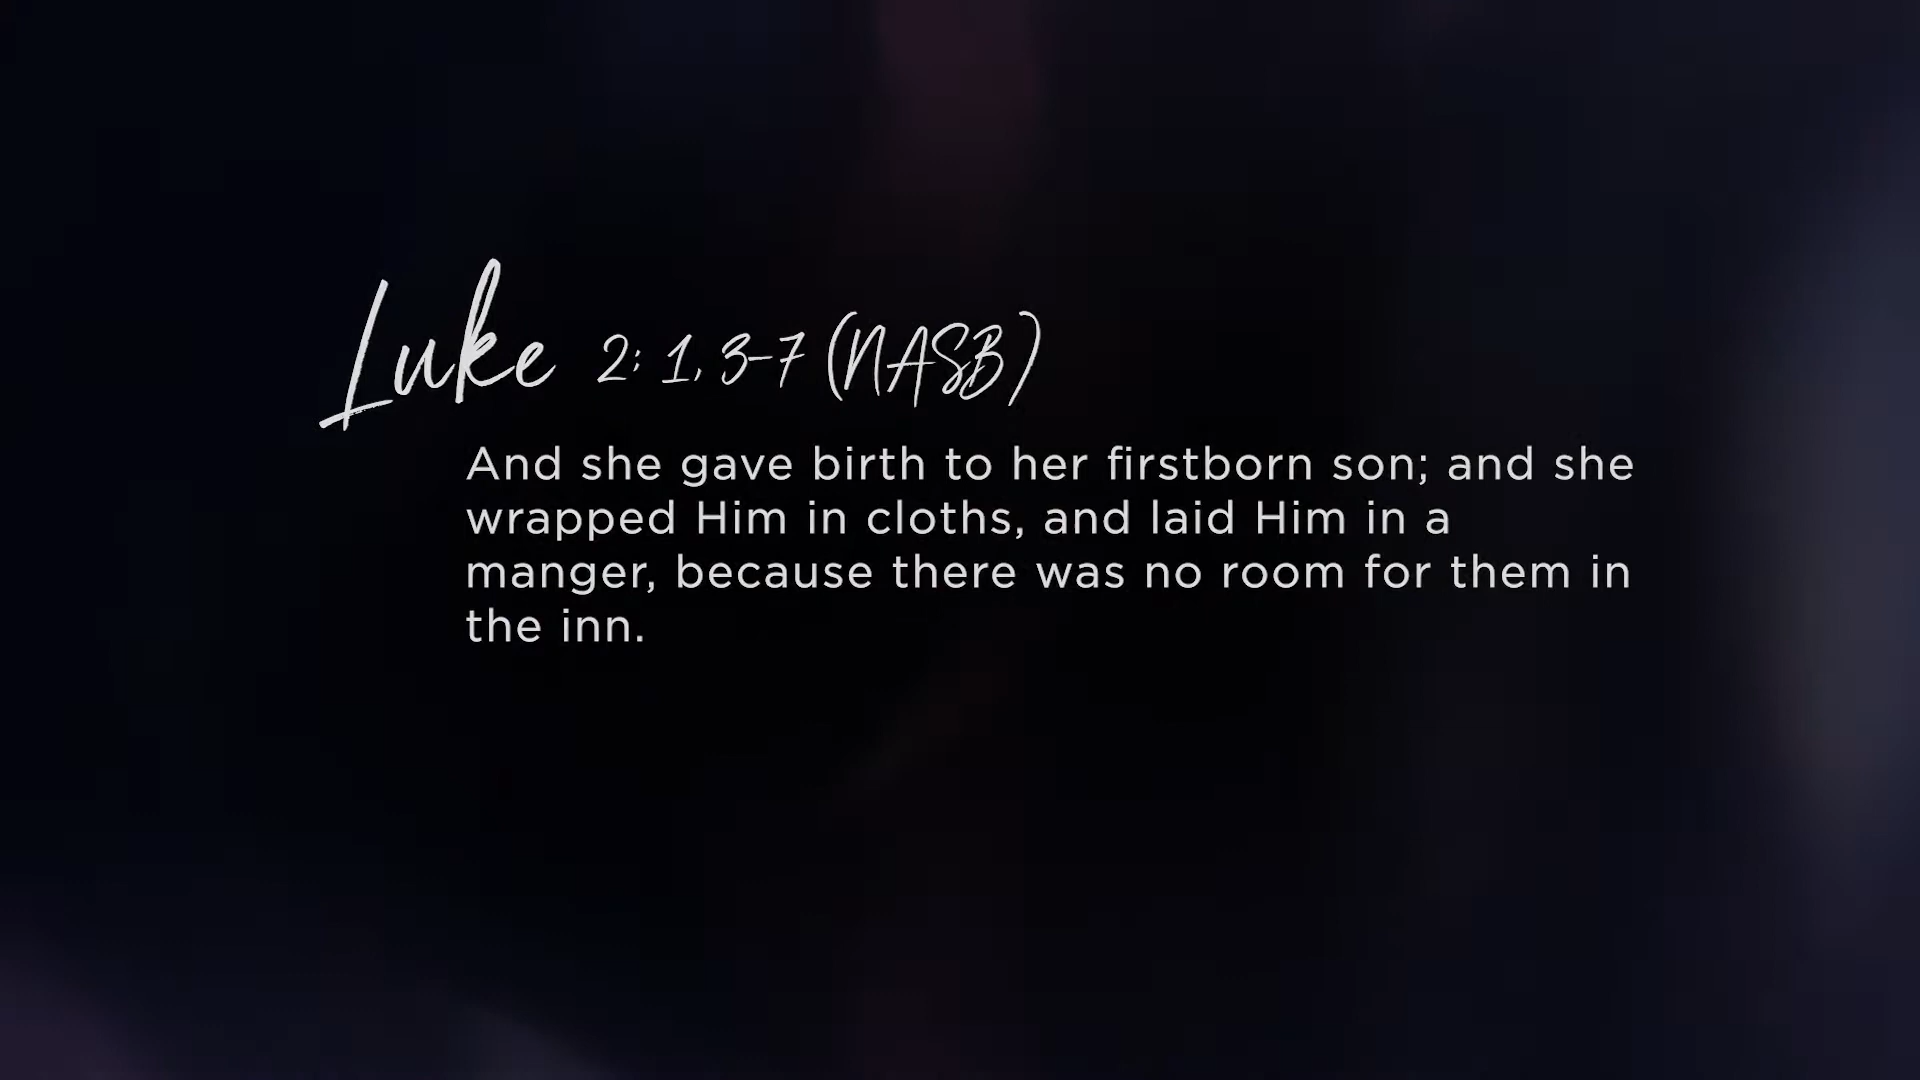 Luke 2: 1, 3-7 (NASB)
And she gave birth to her firstborn son; and she
wrapped Him in cloths, and laid Him in a
manger, because there was no room for them in
the inn.